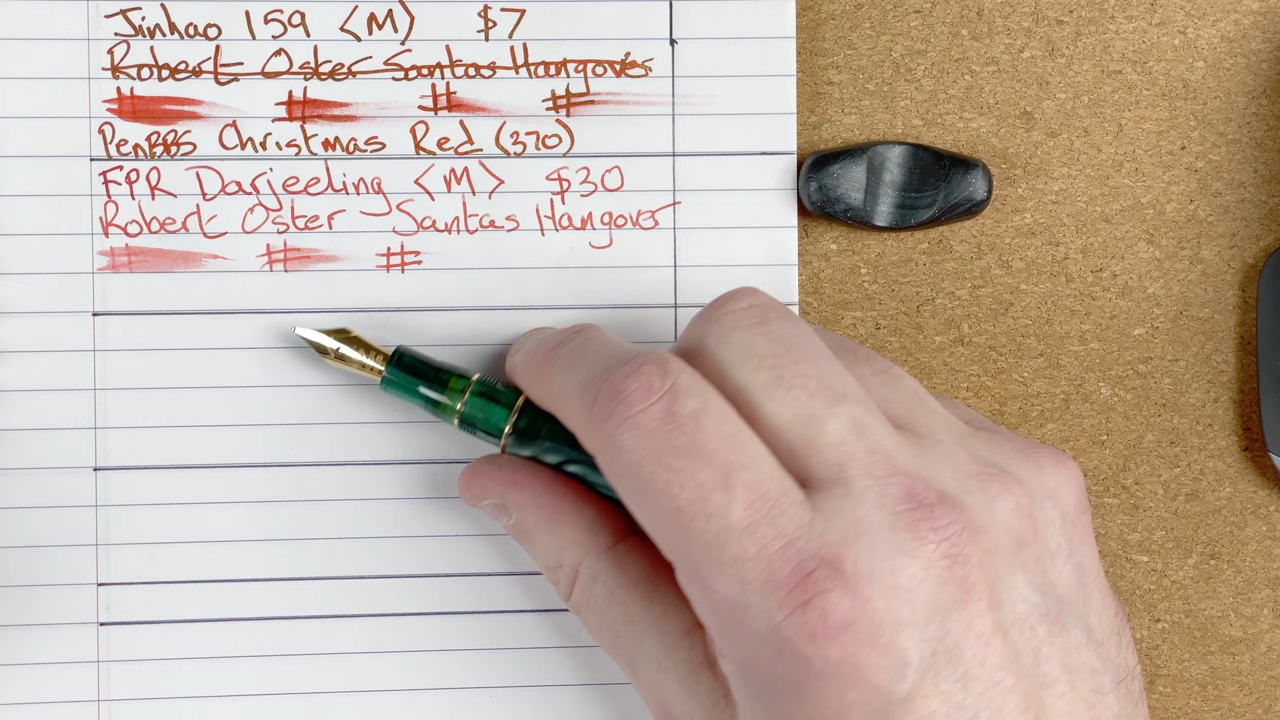 Jinhao 159 <M> $7
Robert Oster Santas Hangover
# # # #
PenBBS Christmas Red (370)
FPR Darjeeling <M> $30
Robert Oster Santas Hangover
# # #